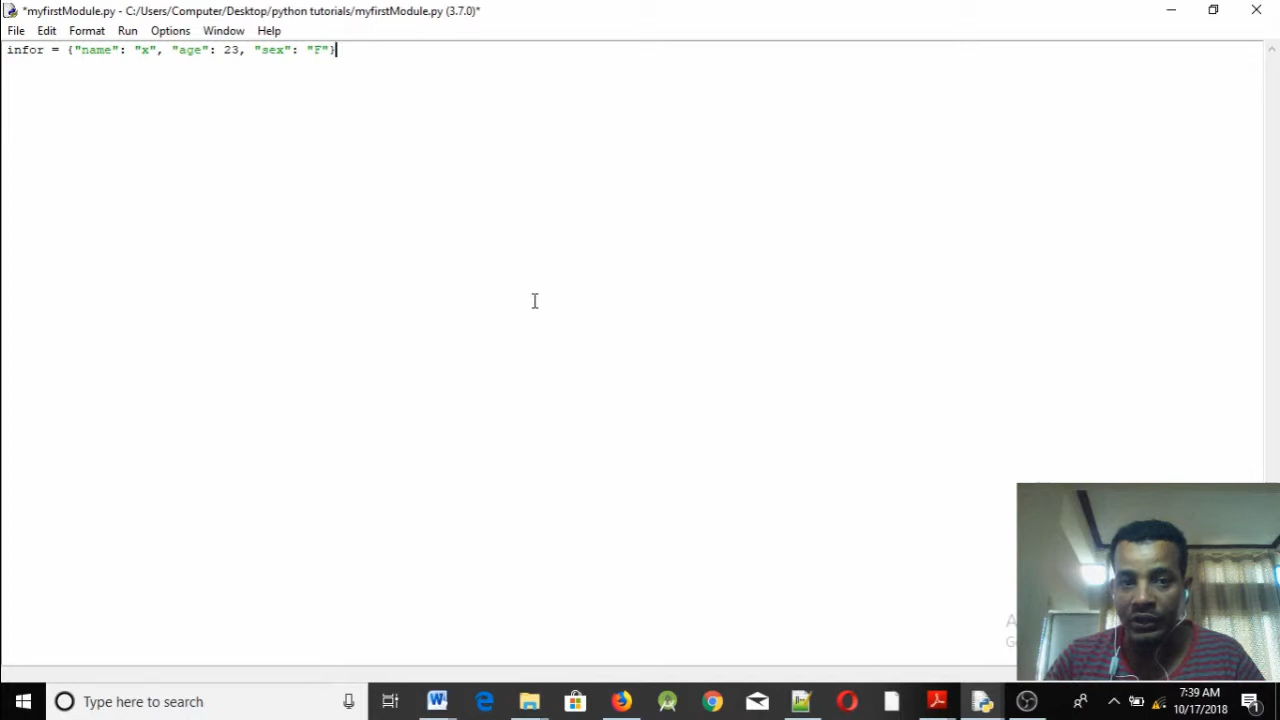 *myfirstModule.py - C:/Users/Computer/Desktop/python tutorials/myfirstModule.py (3.7.0)*
File Edit Format Run Options Window Help
infor = {"name": "x", "age": 23, "sex": "F"}
Type here to search
7:39 AM
10/17/2018
1